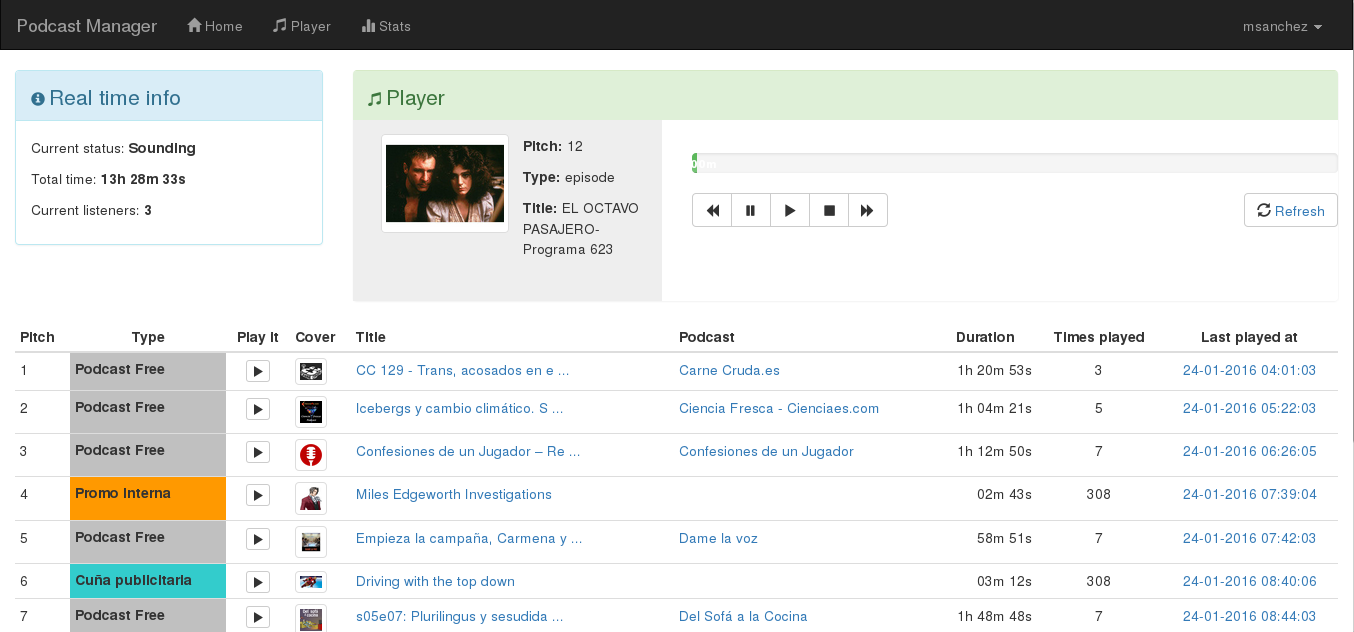 Podcast Manager Home Player Stats msanchez
Real time info
Current status: Sounding
Total time: 13h 28m 33s
Current listeners: 3
Player
Pitch: 12
Type: episode
Title: EL OCTAVO
PASAJERO-
Programa 623
Refresh
Pitch Type Play It Cover Title Podcast Duration Times played Last played at
1 Podcast Free CC 129 - Trans, acosados en e ... Carne Cruda.es 1h 20m 53s 3 24-01-2016 04:01:03
2 Podcast Free Icebergs y cambio climático. S ... Ciencia Fresca - Cienciaes.com 1h 04m 21s 5 24-01-2016 05:22:03
3 Podcast Free Confesiones de un Jugador – Re ... Confesiones de un Jugador 1h 12m 50s 7 24-01-2016 06:26:05
4 Promo Interna Miles Edgeworth Investigations 02m 43s 308 24-01-2016 07:39:04
5 Podcast Free Empieza la campaña, Carmena y ... Dame la voz 58m 51s 7 24-01-2016 07:42:03
6 Cuña publicitaria Driving with the top down 03m 12s 308 24-01-2016 08:40:06
7 Podcast Free s05e07: Plurilingus y sesudida ... Del Sofá a la Cocina 1h 48m 48s 7 24-01-2016 08:44:03